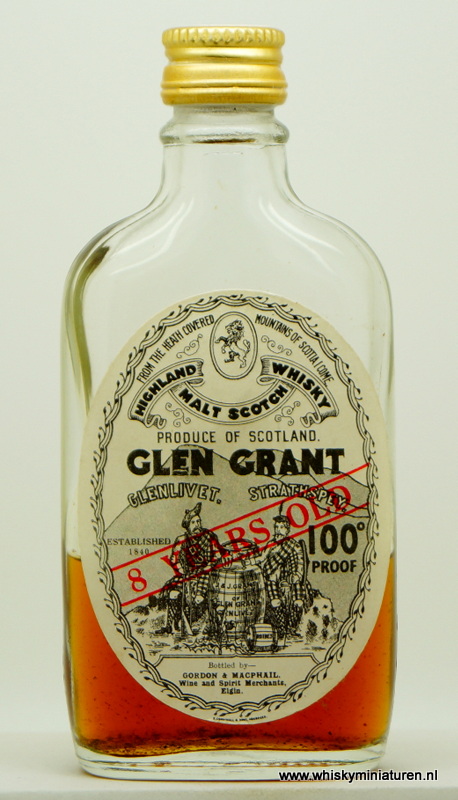 FROM THE HEATH COVERED MOUNTAINS OF SCOTIA I COME
HIGHLAND MALT SCOTCH WHISKY
PRODUCE OF SCOTLAND.
GLEN GRANT
GLENLIVET. STRATHSPEY.
8 YEARS OLD
ESTABLISHED
1840
100°
PROOF
GLEN GRANT
Bottled by—
GORDON & MACPHAIL,
Wine and Spirit Merchants,
Elgin.
www.whiskyminiaturen.nl